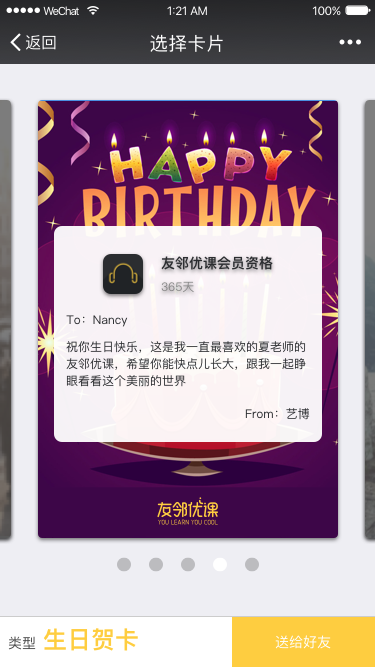 WeChat 1:21 AM 100%
返回 选择卡片
HAPPY
BIRTHDAY
友邻优课会员资格
365天
To：Nancy
祝你生日快乐，这是我一直最喜欢的夏老师的
友邻优课，希望你能快点儿长大，跟我一起睁
眼看看这个美丽的世界
From：艺博
友邻优课
YOU LEARN YOU COOL
类型 生日贺卡 送给好友